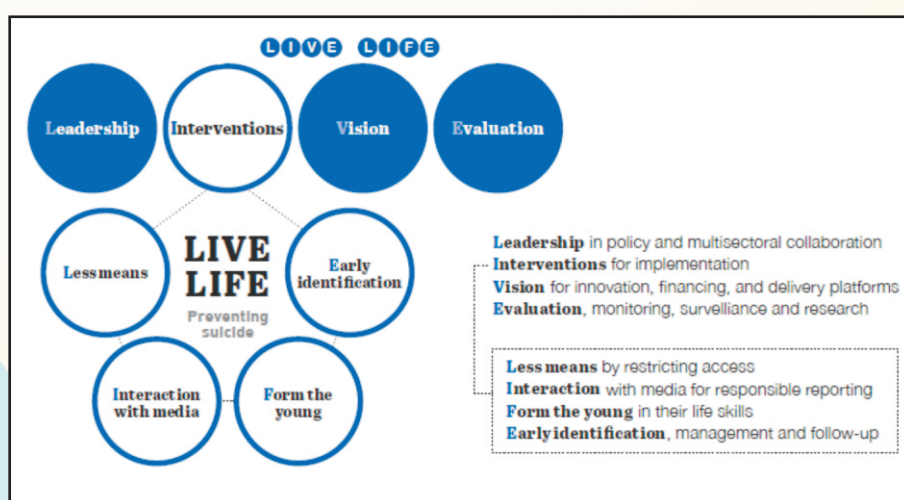 LIVE LIFE
Leadership
Interventions
Vision
Evaluation
Less means
LIVE
LIFE
Preventing
suicide
Early
identification
Interaction
with media
Form the
young
Leadership in policy and multisectoral collaboration
Interventions for implementation
Vision for innovation, financing, and delivery platforms
Evaluation, monitoring, survelliance and research
Less means by restricting access
Interaction with media for responsible reporting
Form the young in their life skills
Early identification, management and follow-up